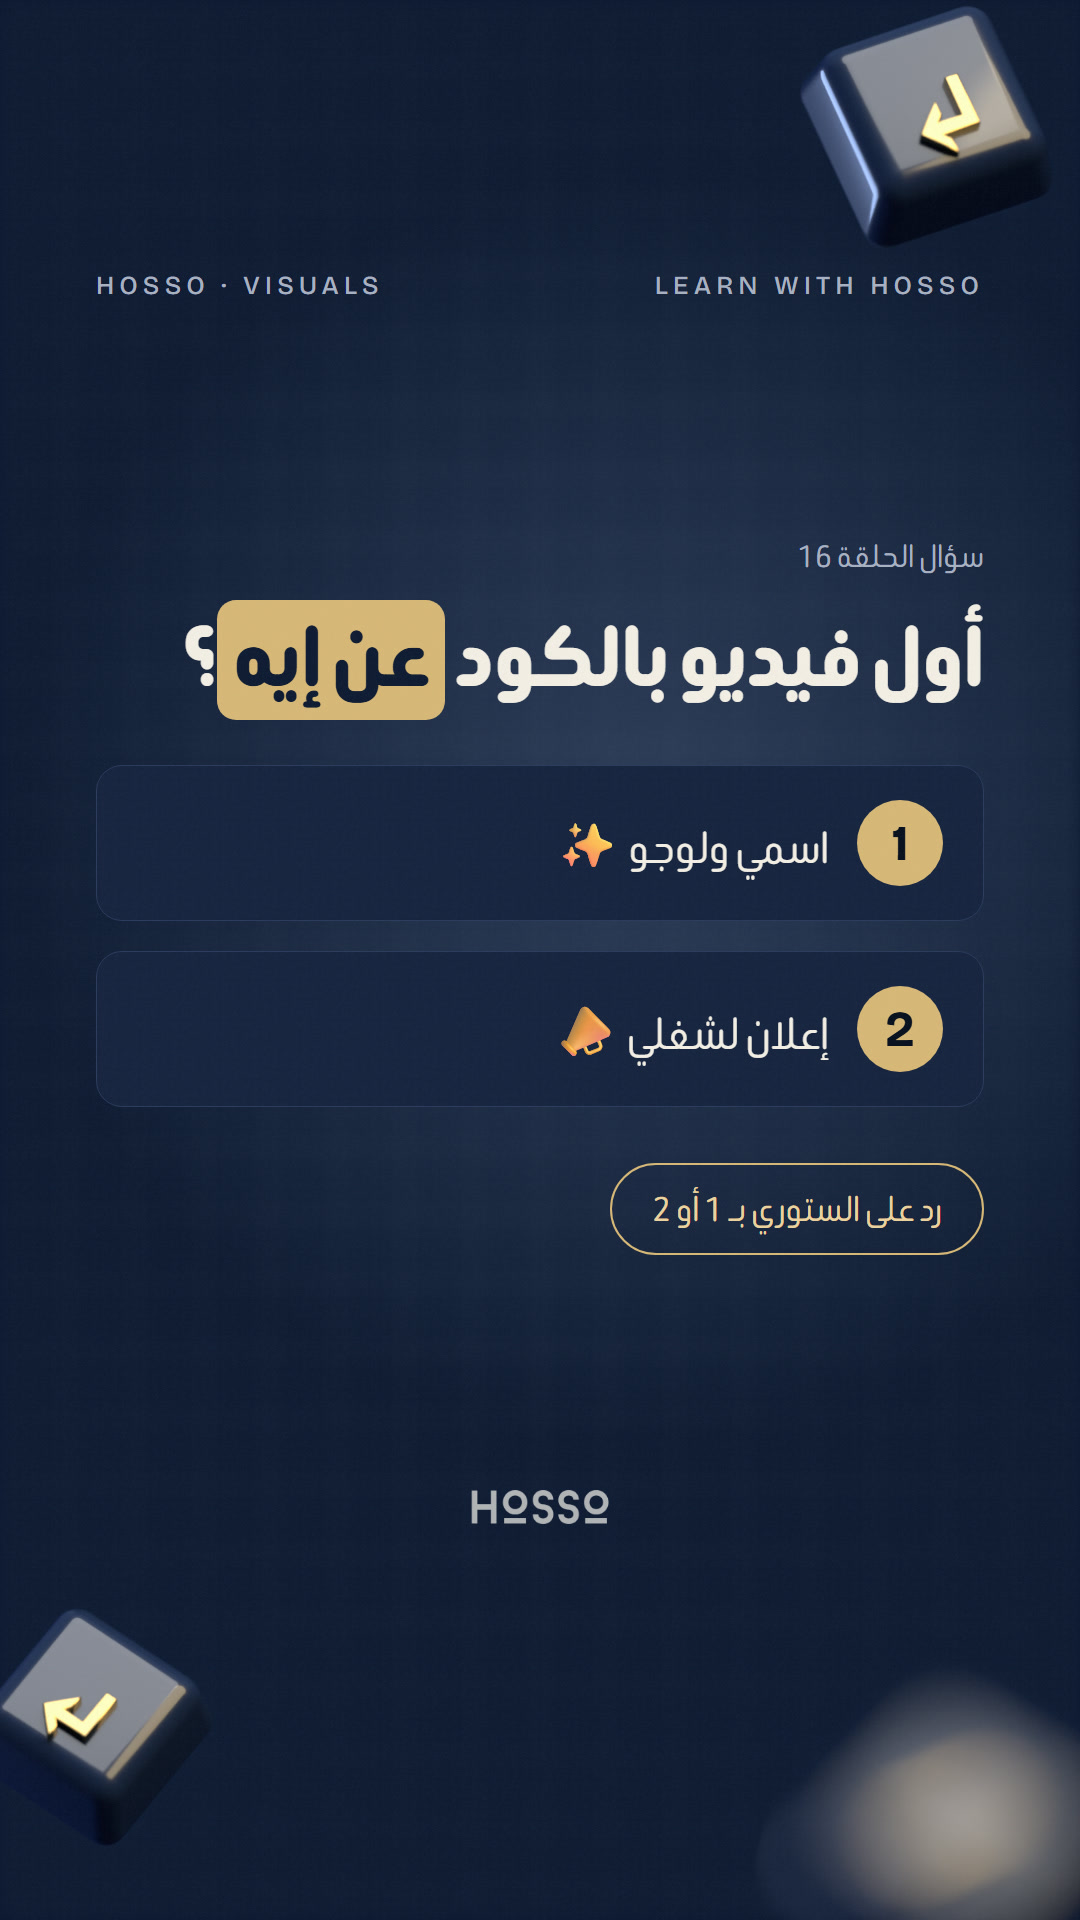 HOSSO · VISUALS
LEARN WITH HOSSO
سؤال الحلقة 16
أول فيديو بالكود عن إيه؟
1 اسمي ولوجو ✨
2 إعلان لشغلي 📣
رد على الستوري بـ 1 أو 2
HOSSO